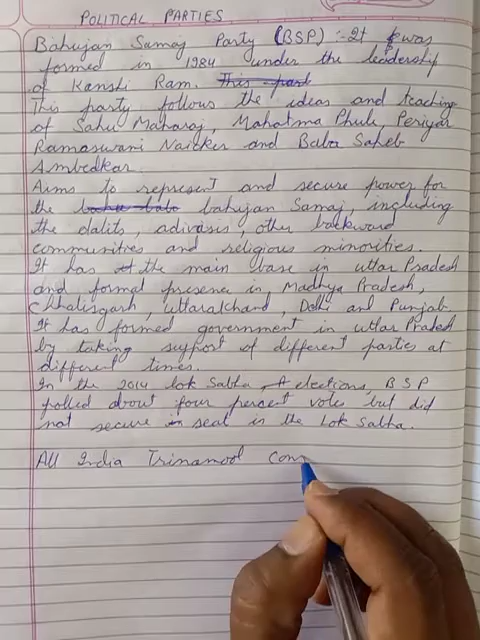 POLITICAL PARTIES
Bahujan Samaj Party (BSP) :- It was
formed in 1984 under the leadership
of Kanshi Ram. This part
This party follows the ideas and teaching
of Sahu Maharaj, Mahatma Phule, Periyar
Ramaswani Naicker and Baba Saheb
Ambedkar.
Aims to represent and secure power for
the bahujan Samaj, including
the dalits, adivasis, other backward
communities and religious minorities.
It has the main base in uttar Pradesh
and formal presence in Madhya Pradesh,
Chhatisgarh, uttarakhand, Delhi and Punjab.
It has formed government in uttar Pradesh
by taking support of different parties at
different times.
In the 2014 lok Sabha elections, BSP
polled about four percent votes but did
not secure seat in the Lok Sabha.
All India Trinamool Con